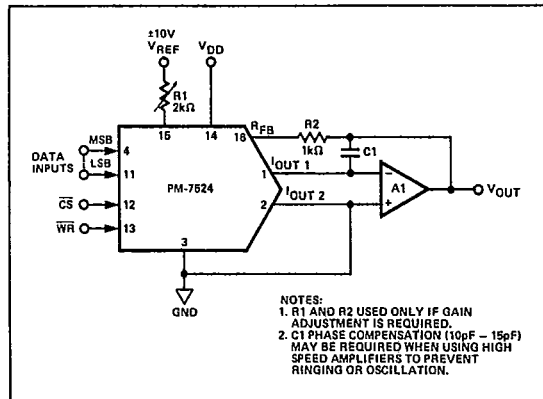 ±10V
VREF
VDD
R1
2kΩ
15
14
RFB
16
R2
1kΩ
C1
MSB
4
DATA
INPUTS
LSB
11
PM-7524
IOUT 1
1
IOUT 2
2
A1
−
+
VOUT
CS
12
WR
13
3
GND
NOTES:
1. R1 AND R2 USED ONLY IF GAIN
ADJUSTMENT IS REQUIRED.
2. C1 PHASE COMPENSATION (10pF – 15pF)
MAY BE REQUIRED WHEN USING HIGH
SPEED AMPLIFIERS TO PREVENT
RINGING OR OSCILLATION.